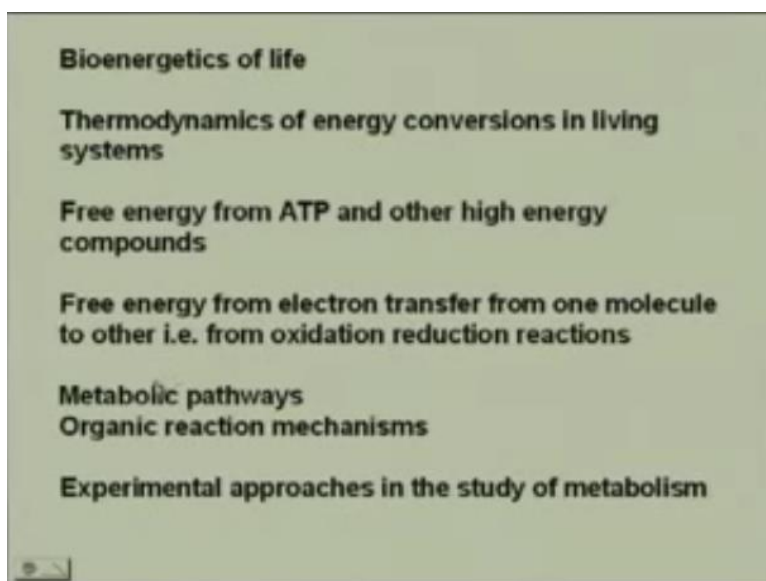 Bioenergetics of life
Thermodynamics of energy conversions in living
systems
Free energy from ATP and other high energy
compounds
Free energy from electron transfer from one molecule
to other i.e. from oxidation reduction reactions
Metabolic pathways
Organic reaction mechanisms
Experimental approaches in the study of metabolism